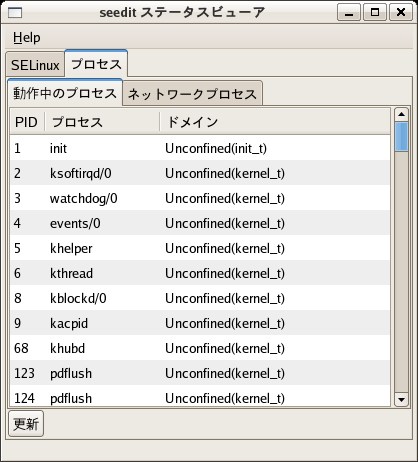 seedit ステータスビューア
Help
SELinux プロセス
動作中のプロセス ネットワークプロセス
PID プロセス ドメイン
1 init Unconfined(init_t)
2 ksoftirqd/0 Unconfined(kernel_t)
3 watchdog/0 Unconfined(kernel_t)
4 events/0 Unconfined(kernel_t)
5 khelper Unconfined(kernel_t)
6 kthread Unconfined(kernel_t)
8 kblockd/0 Unconfined(kernel_t)
9 kacpid Unconfined(kernel_t)
68 khubd Unconfined(kernel_t)
123 pdflush Unconfined(kernel_t)
124 pdflush Unconfined(kernel_t)
更新